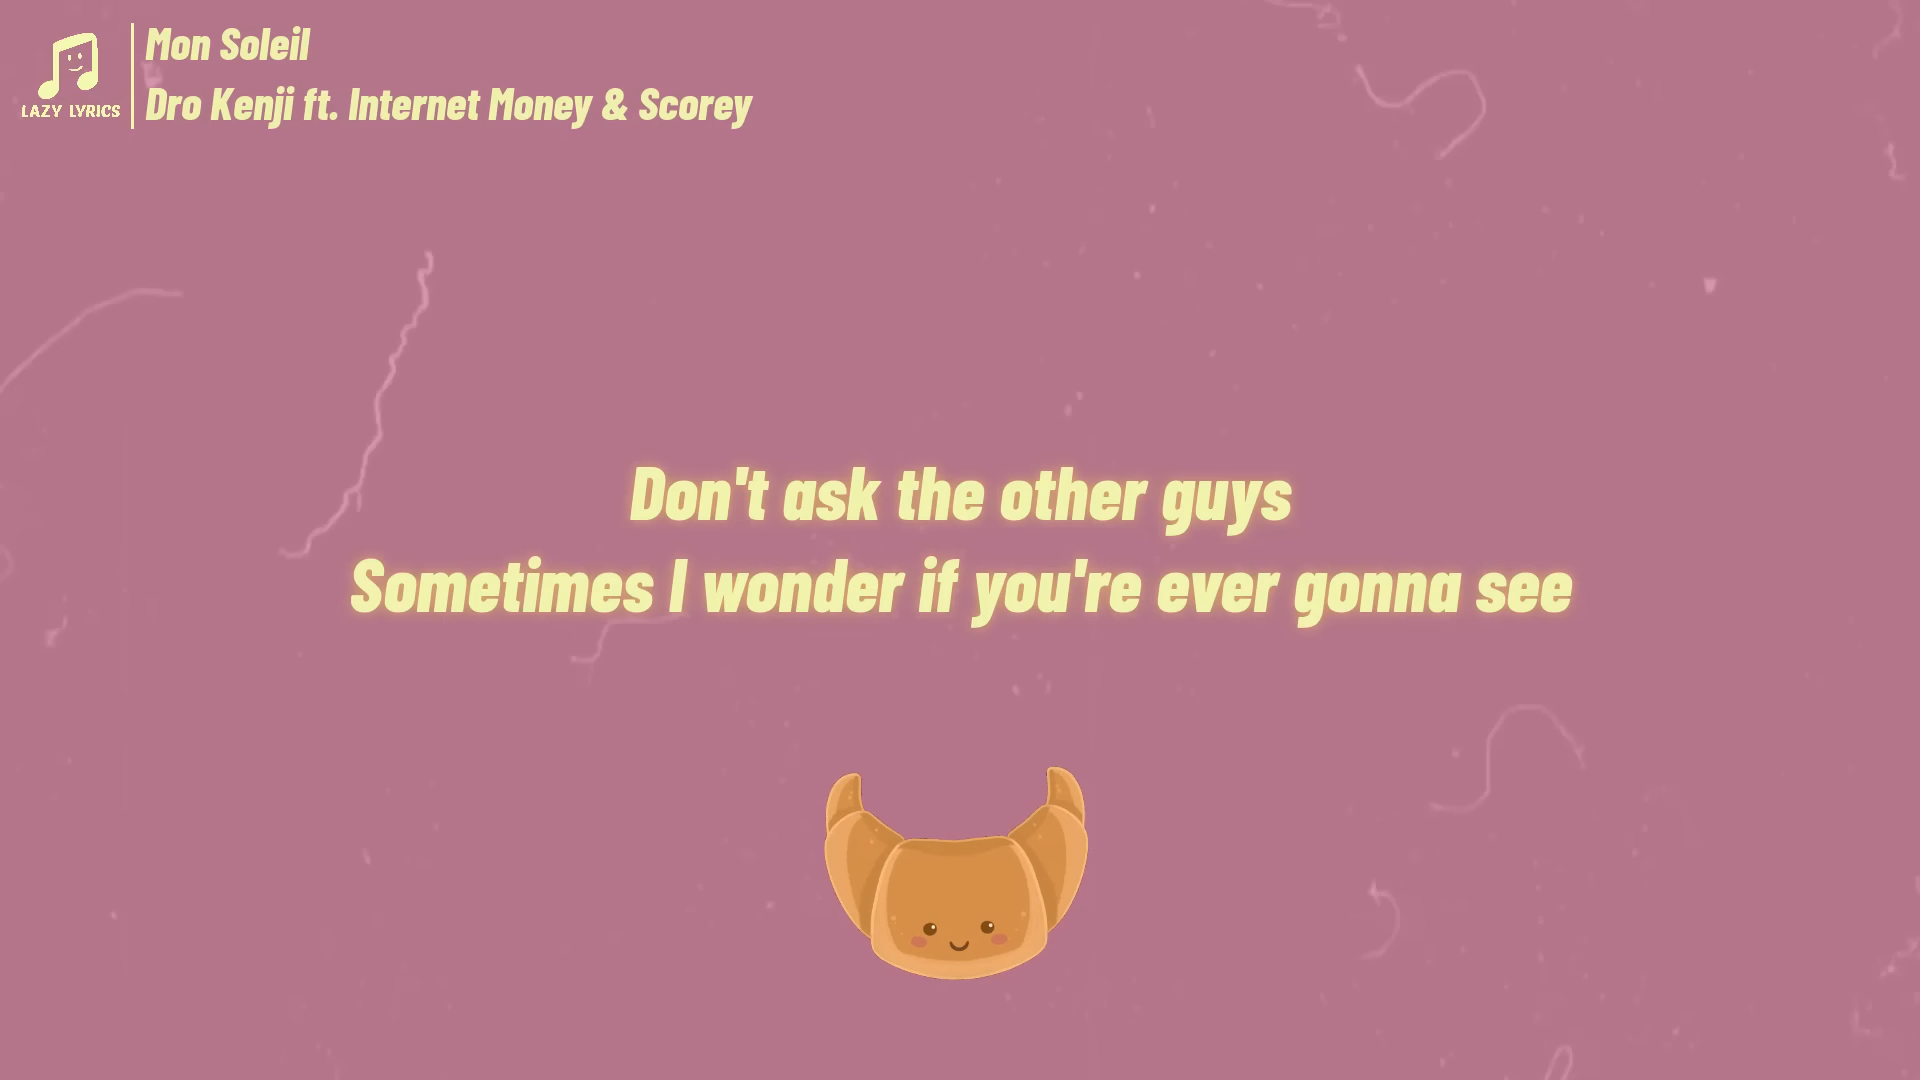 Mon Soleil
Dro Kenji ft. Internet Money & Scorey
LAZY LYRICS
Don't ask the other guys
Sometimes I wonder if you're ever gonna see